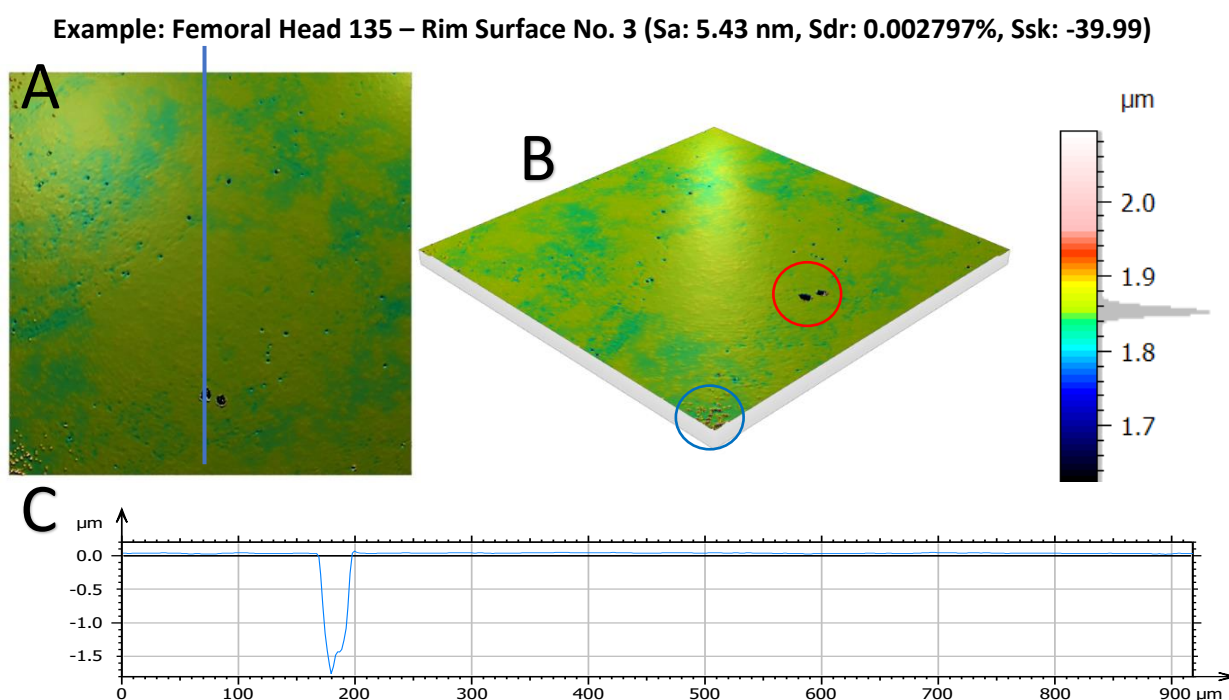 Example: Femoral Head 135 – Rim Surface No. 3 (Sa: 5.43 nm, Sdr: 0.002797%, Ssk: -39.99)
A
B
µm
2.0
1.9
1.8
1.7
C
µm
0.0
-0.5
-1.0
-1.5
0 100 200 300 400 500 600 700 800 900 µm